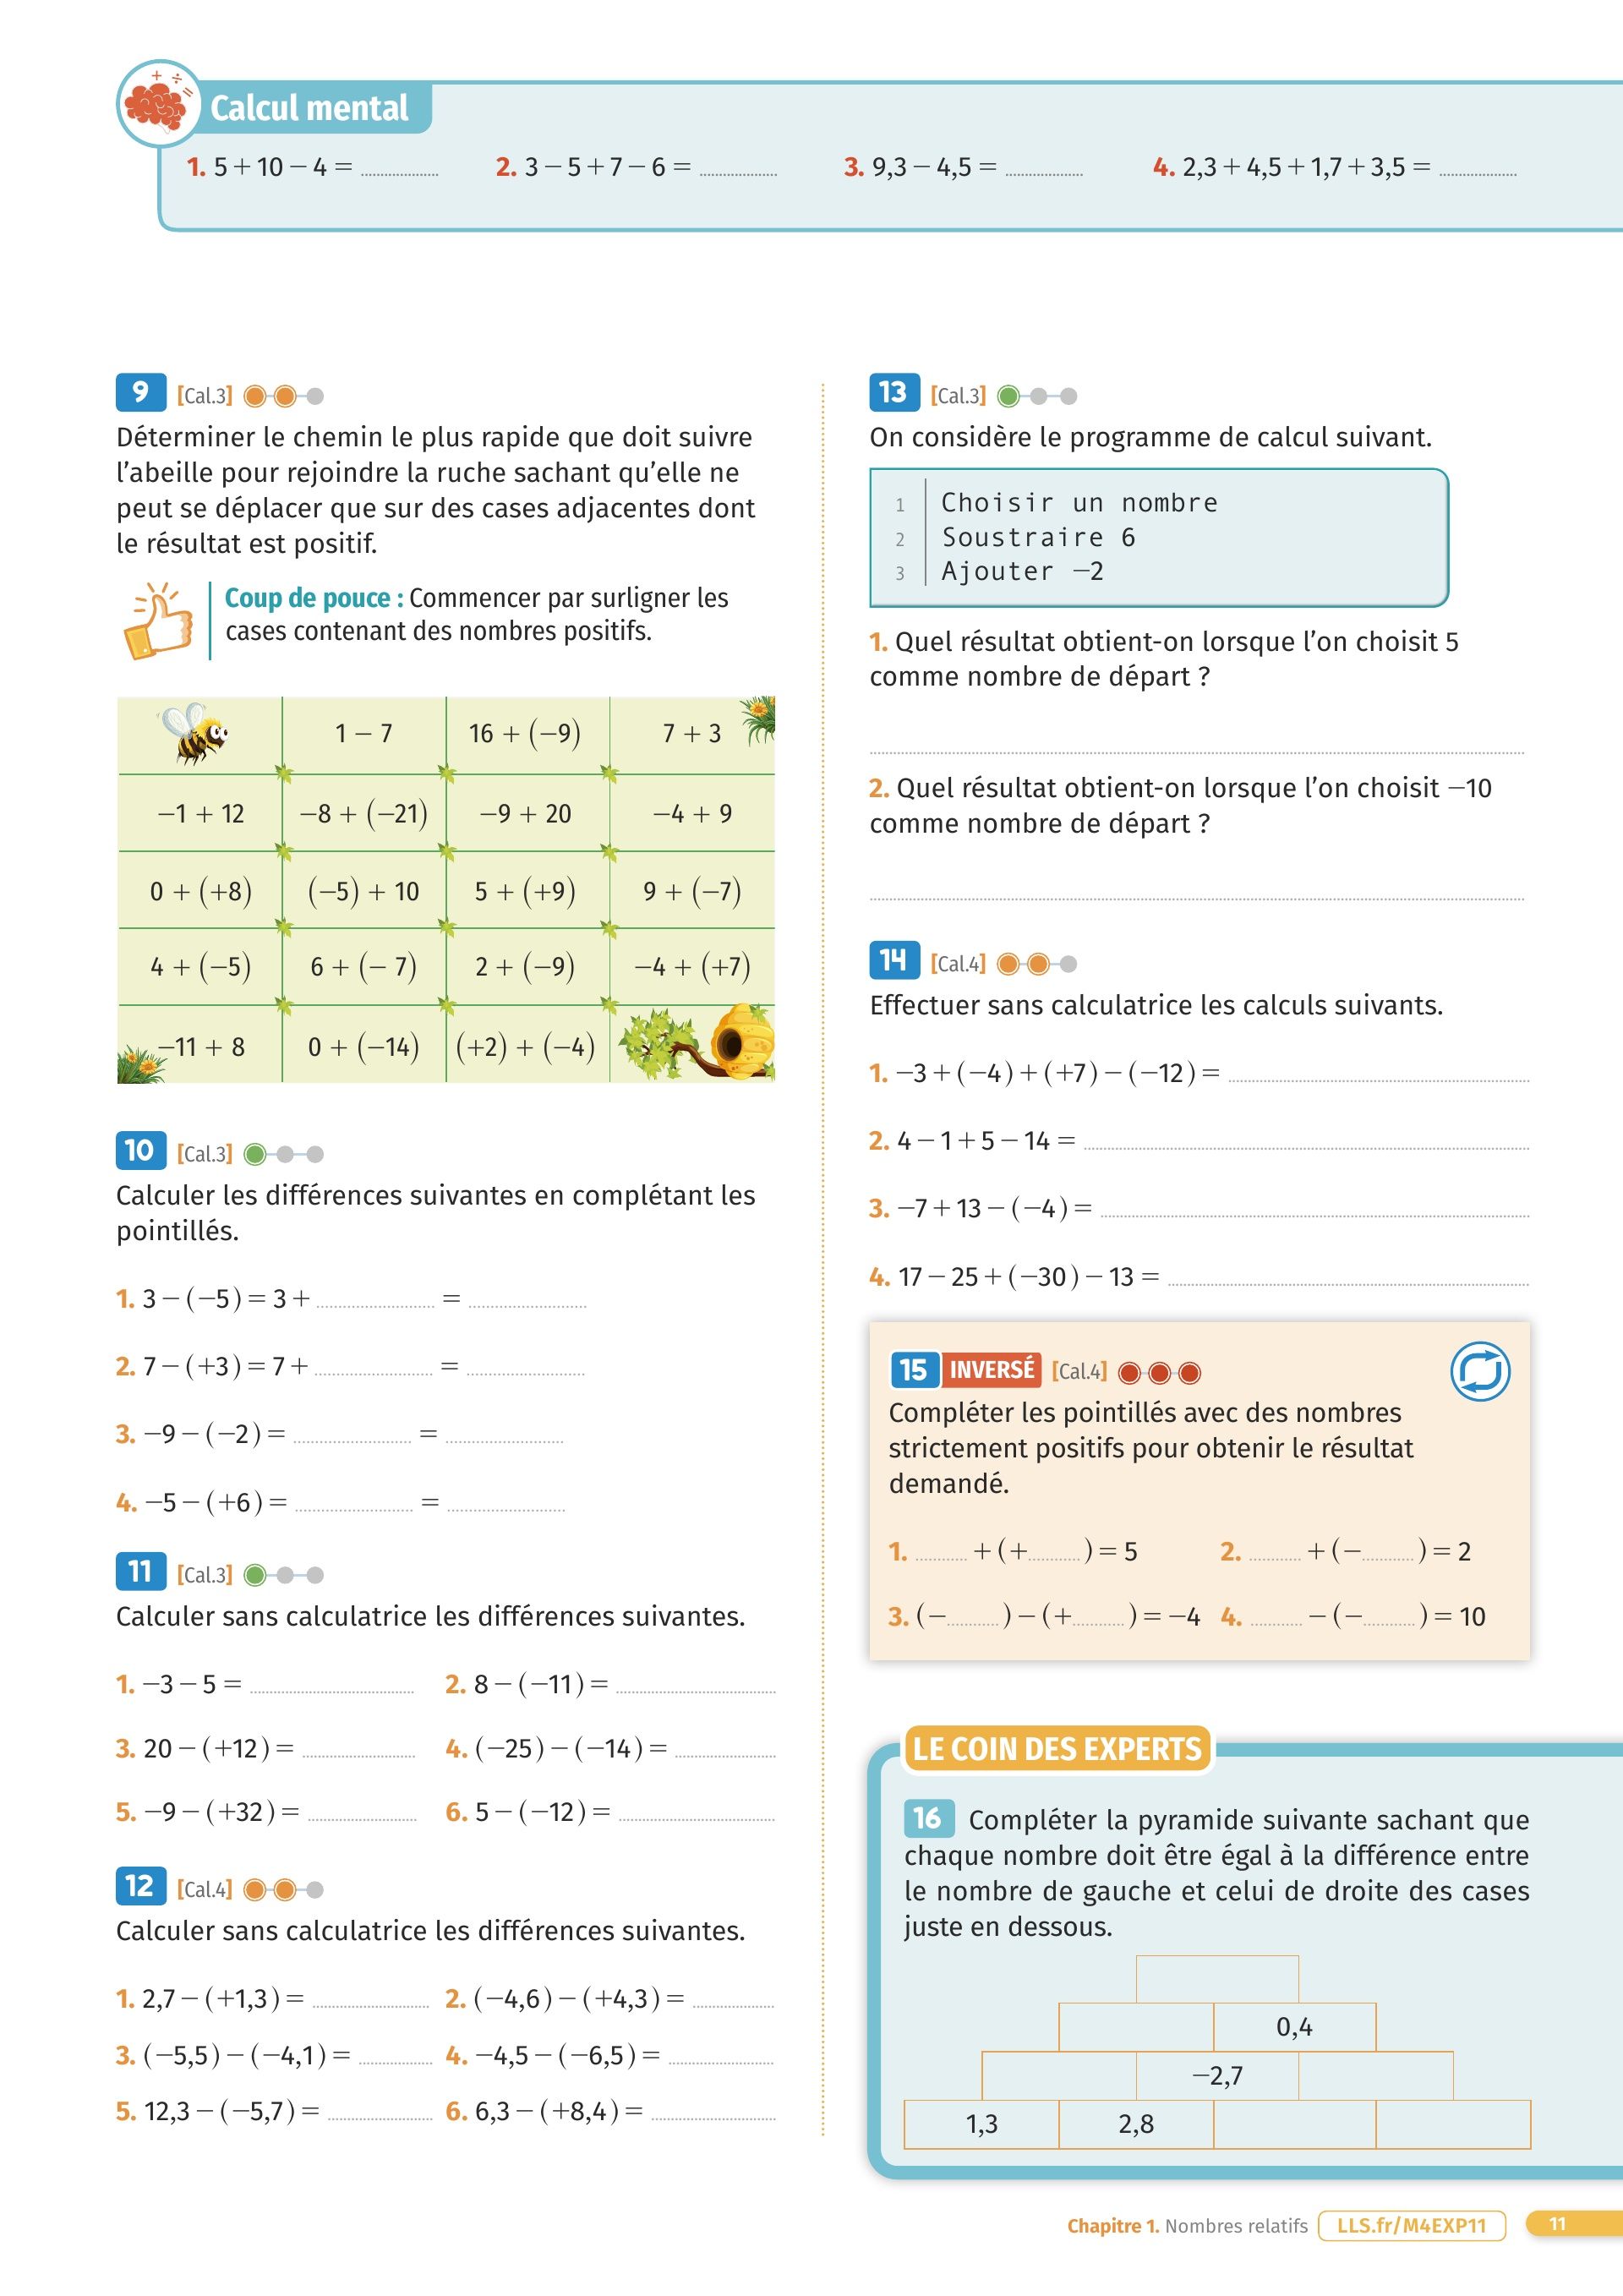 Calcul mental
1. 5 + 10 − 4 = ............ 2. 3 − 5 + 7 − 6 = ............ 3. 9,3 − 4,5 = ............ 4. 2,3 + 4,5 + 1,7 + 3,5 = ............
9 [Cal.3]
Déterminer le chemin le plus rapide que doit suivre
l’abeille pour rejoindre la ruche sachant qu’elle ne
peut se déplacer que sur des cases adjacentes dont
le résultat est positif.
Coup de pouce : Commencer par surligner les
cases contenant des nombres positifs.
1 − 7 16 + (−9) 7 + 3
−1 + 12 −8 + (−21) −9 + 20 −4 + 9
0 + (+8) (−5) + 10 5 + (+9) 9 + (−7)
4 + (−5) 6 + (− 7) 2 + (−9) −4 + (+7)
−11 + 8 0 + (−14) (+2) + (−4)
10 [Cal.3]
Calculer les différences suivantes en complétant les
pointillés.
1. 3 − (−5) = 3 + ............ = ............
2. 7 − (+3) = 7 + ............ = ............
3. −9 − (−2) = ............ = ............
4. −5 − (+6) = ............ = ............
11 [Cal.3]
Calculer sans calculatrice les différences suivantes.
1. −3 − 5 = ............ 2. 8 − (−11) = ............
3. 20 − (+12) = ............ 4. (−25) − (−14) = ............
5. −9 − (+32) = ............ 6. 5 − (−12) = ............
12 [Cal.4]
Calculer sans calculatrice les différences suivantes.
1. 2,7 − (+1,3) = ............ 2. (−4,6) − (+4,3) = ............
3. (−5,5) − (−4,1) = ............ 4. −4,5 − (−6,5) = ............
5. 12,3 − (−5,7) = ............ 6. 6,3 − (+8,4) = ............
13 [Cal.3]
On considère le programme de calcul suivant.
1 Choisir un nombre
2 Soustraire 6
3 Ajouter −2
1. Quel résultat obtient-on lorsque l’on choisit 5
comme nombre de départ ?
2. Quel résultat obtient-on lorsque l’on choisit −10
comme nombre de départ ?
14 [Cal.4]
Effectuer sans calculatrice les calculs suivants.
1. −3 + (−4) + (+7) − (−12) = ............
2. 4 − 1 + 5 − 14 = ............
3. −7 + 13 − (−4) = ............
4. 17 − 25 + (−30) − 13 = ............
15 INVERSÉ [Cal.4]
Compléter les pointillés avec des nombres
strictement positifs pour obtenir le résultat
demandé.
1. ......... + (+ ......... ) = 5 2. ......... + (− ......... ) = 2
3. (− ......... ) − (+ ......... ) = −4 4. ......... − (− ......... ) = 10
LE COIN DES EXPERTS
16 Compléter la pyramide suivante sachant que
chaque nombre doit être égal à la différence entre
le nombre de gauche et celui de droite des cases
juste en dessous.
0,4
−2,7
1,3 2,8
Chapitre 1. Nombres relatifs LLS.fr/M4EXP11 11